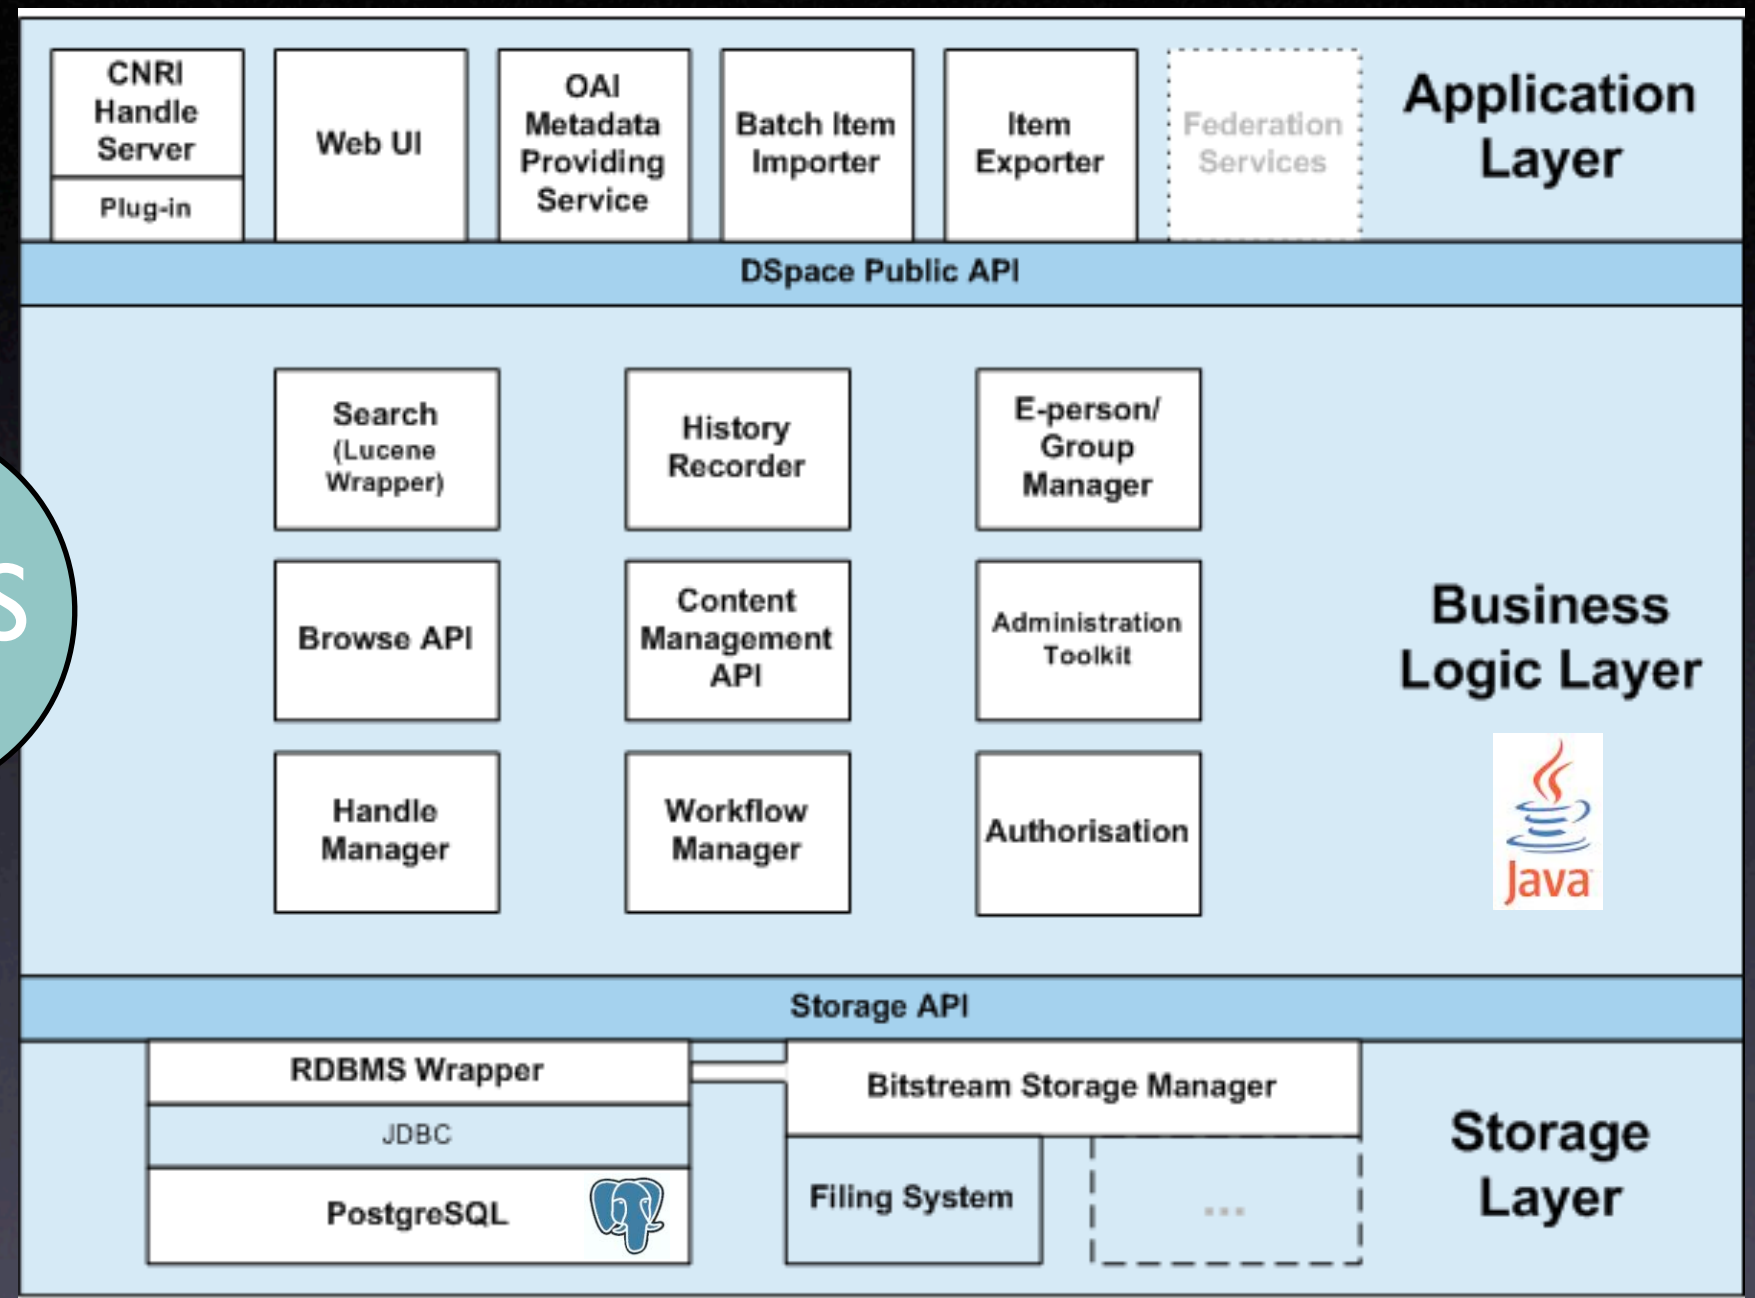 CNRI
Handle
Server
Plug-in
Web UI
OAI
Metadata
Providing
Service
Batch Item
Importer
Item
Exporter
Federation
Services
Application
Layer
DSpace Public API
Search
(Lucene
Wrapper)
History
Recorder
E-person/
Group
Manager
Browse API
Content
Management
API
Administration
Toolkit
Handle
Manager
Workflow
Manager
Authorisation
Business
Logic Layer
Java
S
Storage API
RDBMS Wrapper
JDBC
PostgreSQL
Bitstream Storage Manager
Filing System
...
Storage
Layer